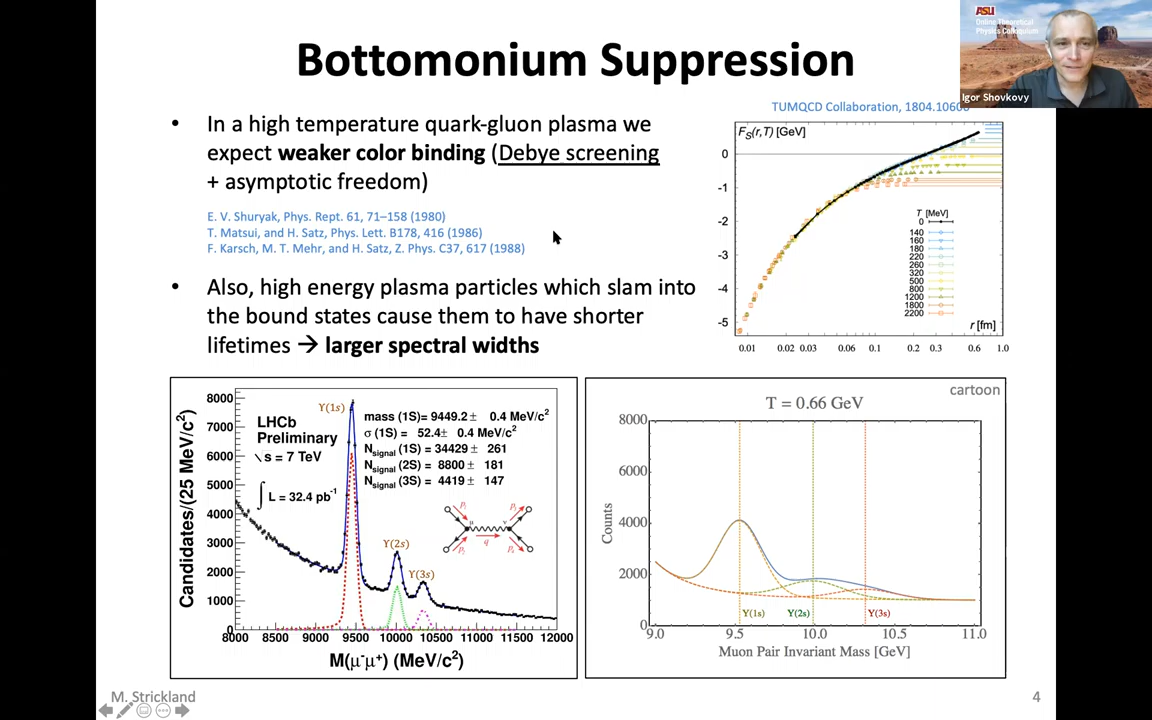 Bottomonium Suppression
ASU
Online Theoretical
Physics Colloquium
Igor Shovkovy
• In a high temperature quark-gluon plasma we
expect weaker color binding (Debye screening
+ asymptotic freedom)
E. V. Shuryak, Phys. Rept. 61, 71–158 (1980)
T. Matsui, and H. Satz, Phys. Lett. B178, 416 (1986)
F. Karsch, M. T. Mehr, and H. Satz, Z. Phys. C37, 617 (1988)
• Also, high energy plasma particles which slam into
the bound states cause them to have shorter
lifetimes → larger spectral widths
TUMQCD Collaboration, 1804.10600
F_S(r,T) [GeV]
0
-1
-2
-3
-4
-5
T [MeV]
0
140
160
180
220
260
320
500
800
1200
1800
2200
r [fm]
0.01 0.02 0.03 0.06 0.1 0.2 0.3 0.6 1.0
Candidates/(25 MeV/c²)
8000
7000
6000
5000
4000
3000
2000
1000
0
LHCb
Preliminary
√s = 7 TeV
∫ L = 32.4 pb⁻¹
ϒ(1s)
mass (1S)= 9449.2 ± 0.4 MeV/c²
σ (1S) = 52.4 ± 0.4 MeV/c²
N_signal (1S) = 34429 ± 261
N_signal (2S) = 8800 ± 181
N_signal (3S) = 4419 ± 147
ϒ(2s)
ϒ(3s)
p₁
p₂
p₃
p₄
μ
ν
q
8000 8500 9000 9500 10000 10500 11000 11500 12000
M(μ⁻μ⁺) (MeV/c²)
cartoon
T = 0.66 GeV
Counts
8000
6000
4000
2000
0
ϒ(1s) ϒ(2s) ϒ(3s)
9.0 9.5 10.0 10.5 11.0
Muon Pair Invariant Mass [GeV]
M. Strickland
4